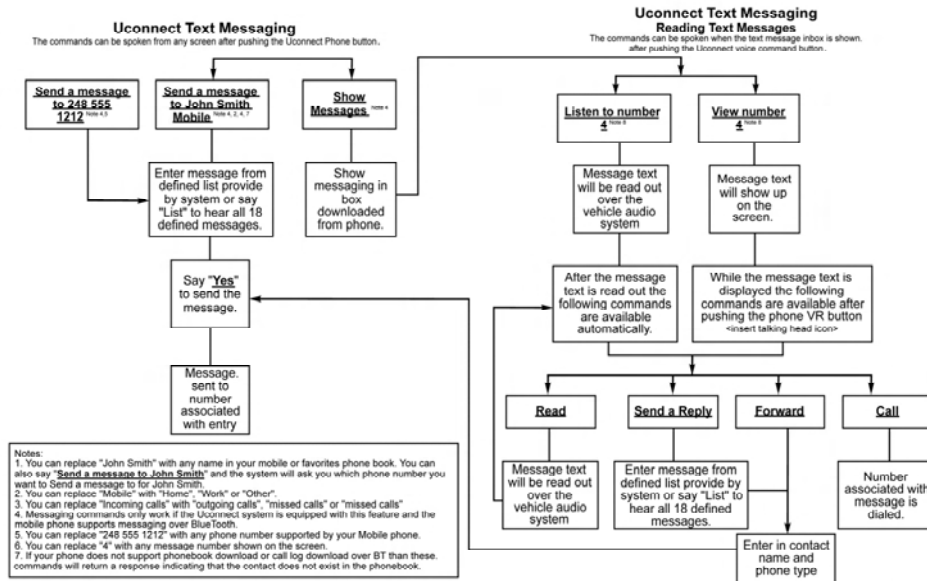 Uconnect Text Messaging
The commands can be spoken from any screen after pushing the Uconnect Phone button.
Send a message
to 248 555
1212 Note 4,5
Send a message
to John Smith
Mobile Note 4, 2, 4, 7
Show
Messages Note 4
Enter message from
defined list provide
by system or say
"List" to hear all 18
defined messages.
Show
messaging in
box
downloaded
from phone.
Say "Yes"
to send the
message.
Message.
sent to
number
associated
with entry
Uconnect Text Messaging
Reading Text Messages
The commands can be spoken when the text message inbox is shown.
after pushing the Uconnect voice command button.
Listen to number
4
View number
4
Message text
will be read out
over the
vehicle audio
system
Message text
will show up
on the
screen.
After the message
text is read out the
following commands
are available
automatically.
While the message text is
displayed the following
commands are available after
pushing the phone VR button
<insert talking head icon>
Read
Send a Reply
Forward
Call
Message text
will be read out
over the
vehicle audio
system
Enter message from
defined list provide by
system or say "List" to
hear all 18 defined
messages.
Number
associated with
message is
dialed.
Enter in contact
name and
phone type
Notes:
1. You can replace "John Smith" with any name in your mobile or favorites phone book. You can
also say "Send a message to John Smith" and the system will ask you which phone number you
want to Send a message to for John Smith.
2. You can replace "Mobile" with "Home", "Work" or "Other".
3. You can replace "Incoming calls" with "outgoing calls", "missed calls" or "missed calls"
4. Messaging commands only work if the Uconnect system is equipped with this feature and the
mobile phone supports messaging over BlueTooth.
5. You can replace "248 555 1212" with any phone number supported by your Mobile phone.
6. You can replace "4" with any message number shown on the screen.
7. If your phone does not support phonebook download or call log download over BT than these.
commands will return a response indicating that the contact does not exist in the phonebook.